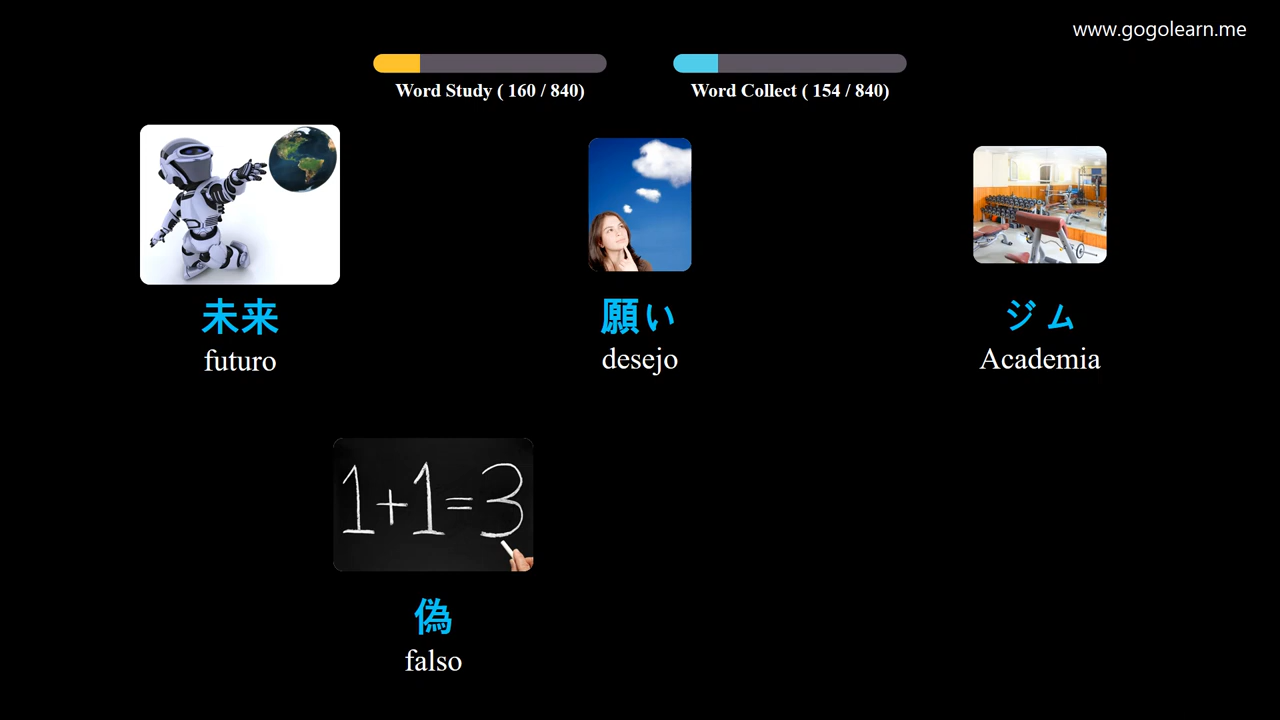 www.gogolearn.me
Word Study ( 160 / 840)
Word Collect ( 154 / 840)
未来
futuro
願い
desejo
ジム
Academia
1+1=3
偽
falso